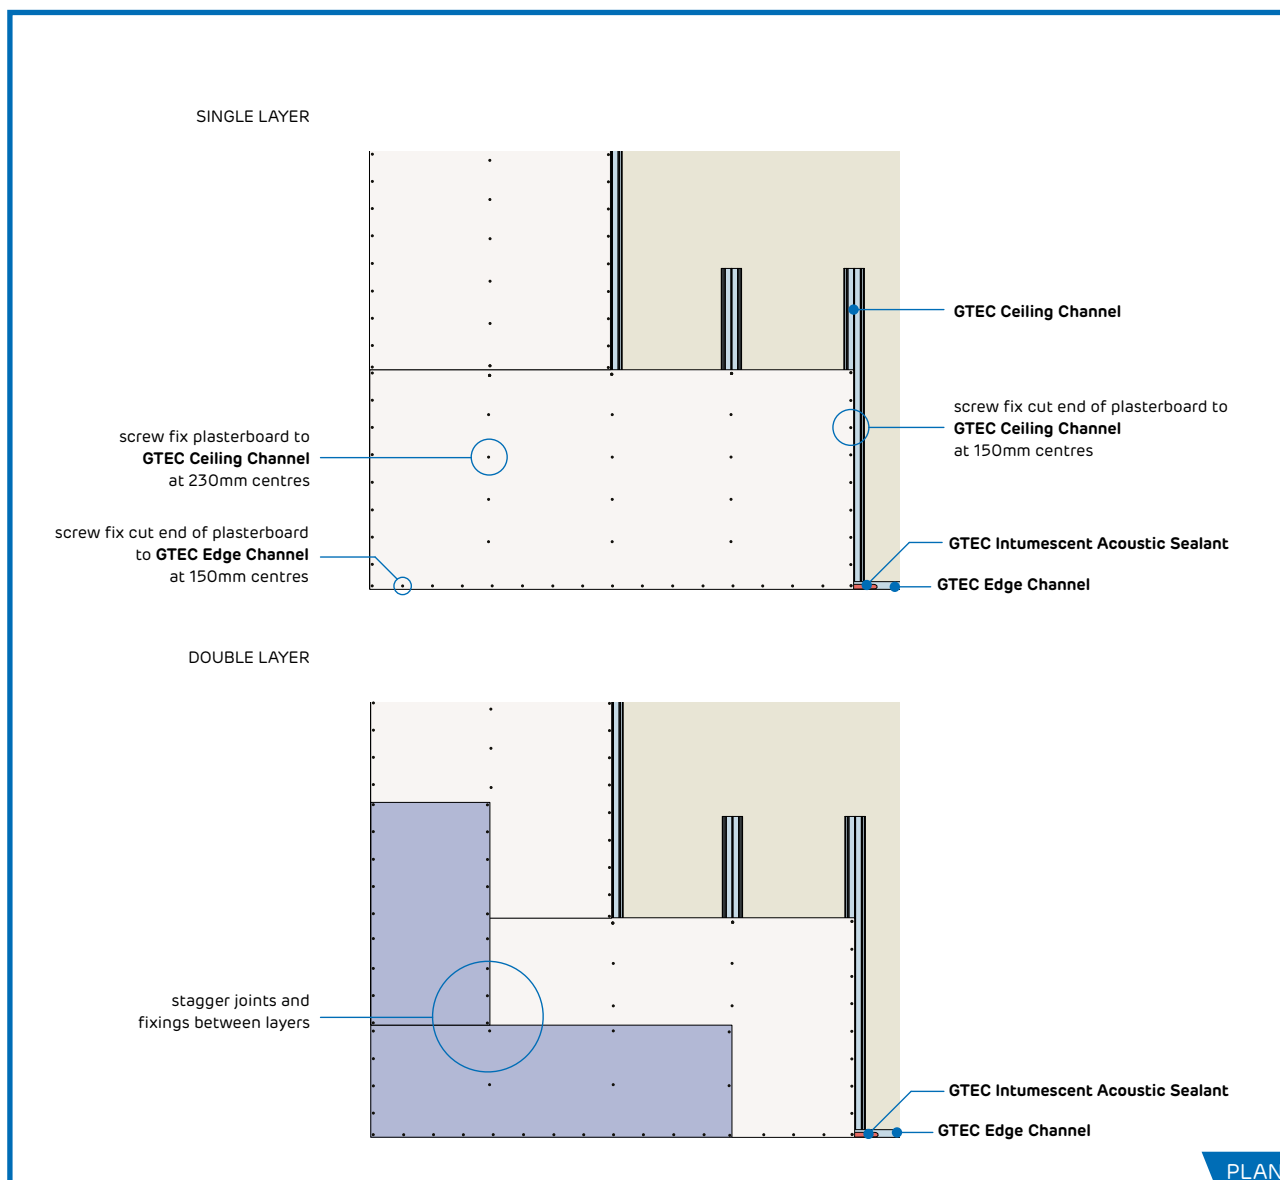 SINGLE LAYER
GTEC Ceiling Channel
screw fix cut end of plasterboard to
GTEC Ceiling Channel
at 150mm centres
screw fix plasterboard to
GTEC Ceiling Channel
at 230mm centres
screw fix cut end of plasterboard
to GTEC Edge Channel
at 150mm centres
GTEC Intumescent Acoustic Sealant
GTEC Edge Channel
DOUBLE LAYER
stagger joints and
fixings between layers
GTEC Intumescent Acoustic Sealant
GTEC Edge Channel
PLAN